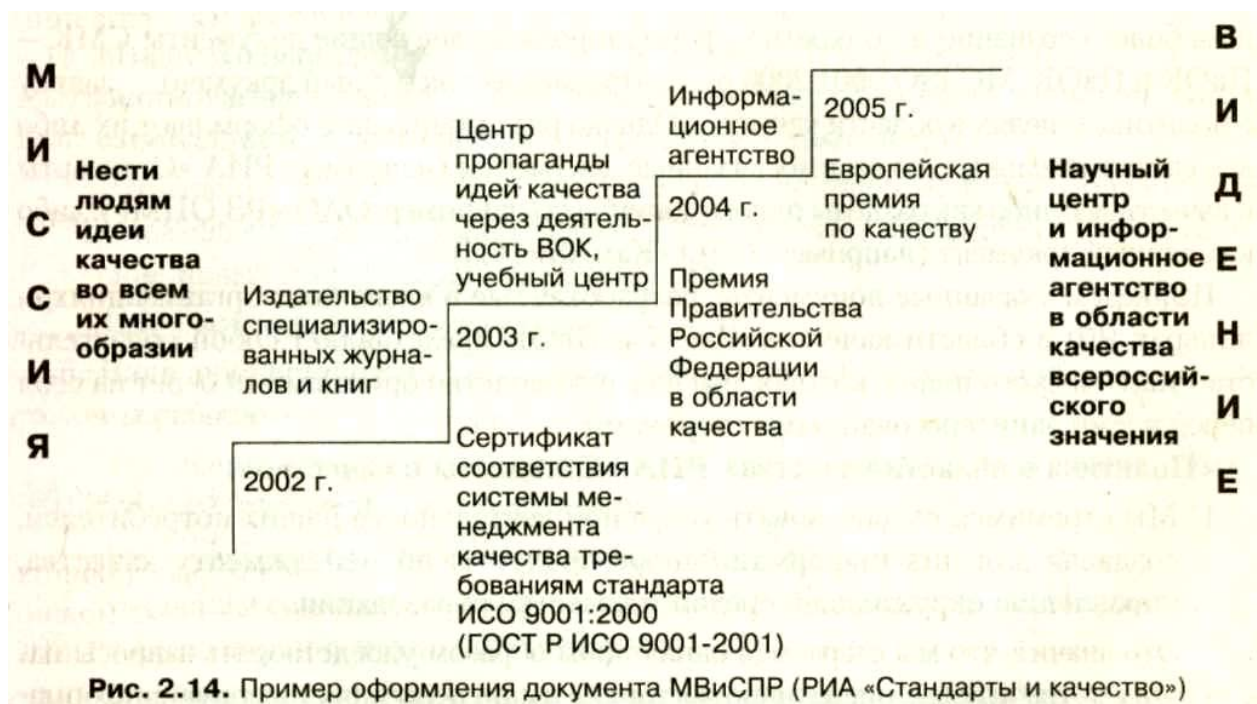 МИССИЯ
Нести
людям
идеи
качества
во всем
их много-
образии
2002 г.
Издательство
специализиро-
ванных журна-
лов и книг
2003 г.
Сертификат
соответствия
системы ме-
неджмента
качества тре-
бованиям стандарта
ИСО 9001:2000
(ГОСТ Р ИСО 9001-2001)
Центр
пропаганды
идей качества
через деятель-
ность ВОК,
учебный центр
2004 г.
Премия
Правительства
Российской
Федерации
в области
качества
Информа-
ционное
агентство
2005 г.
Европейская
премия
по качеству
Научный
центр
и инфор-
мационное
агентство
в области
качества
всероссий-
ского
значения
ВИДЕНИЕ
Рис. 2.14. Пример оформления документа МВиСПР (РИА «Стандарты и качество»)